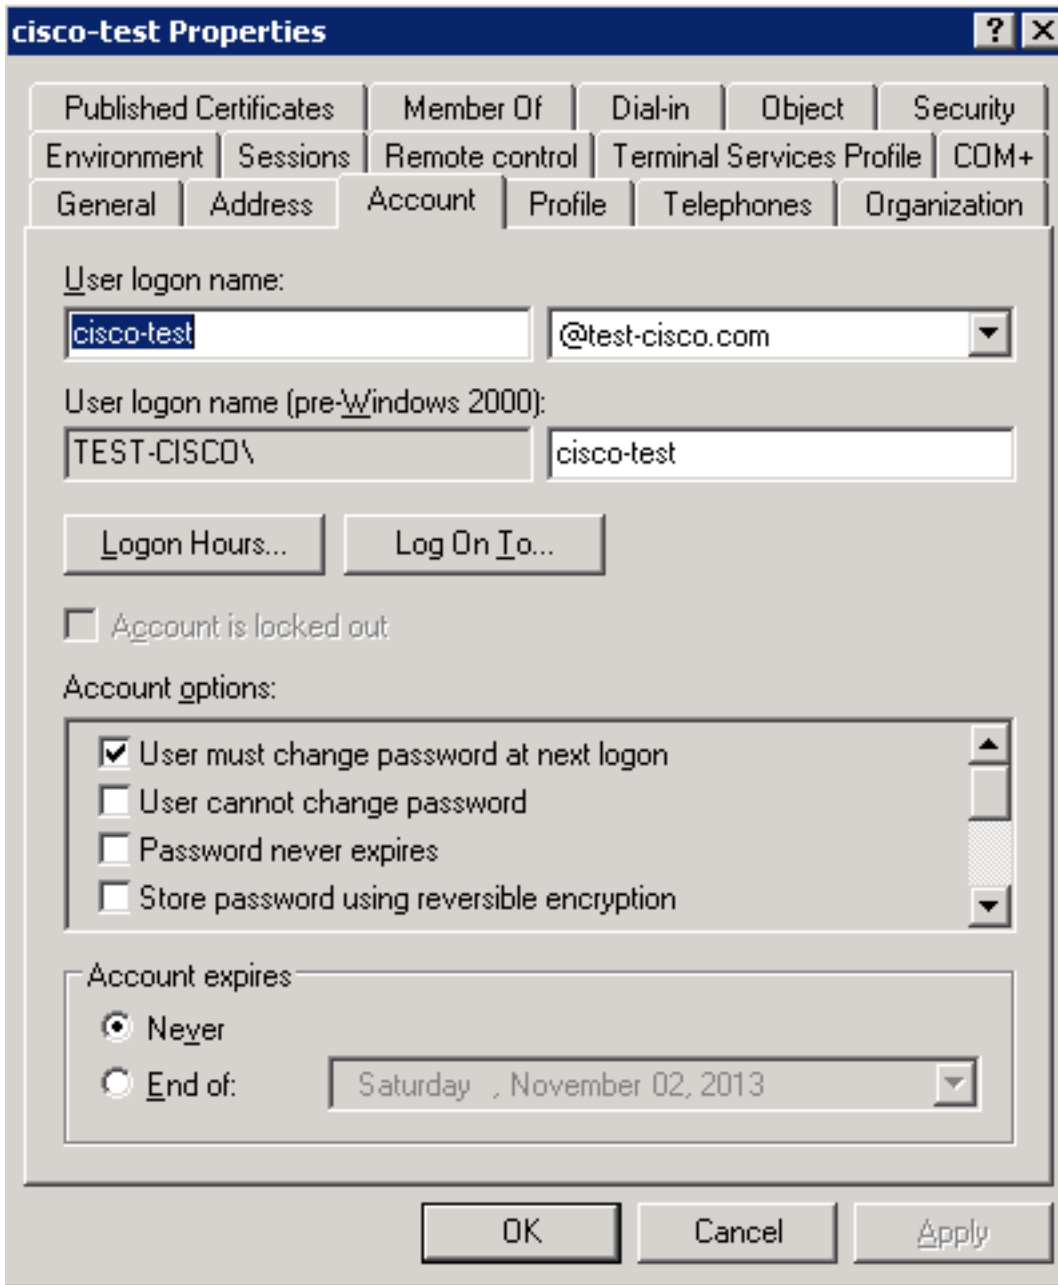 cisco-test Properties
Published Certificates Member Of Dial-in Object Security
Environment Sessions Remote control Terminal Services Profile COM+
General Address Account Profile Telephones Organization
User logon name:
cisco-test @test-cisco.com
User logon name (pre-Windows 2000):
TEST-CISCO\ cisco-test
Logon Hours... Log On To...
Account is locked out
Account options:
User must change password at next logon
User cannot change password
Password never expires
Store password using reversible encryption
Account expires
Never
End of: Saturday , November 02, 2013
OK Cancel Apply